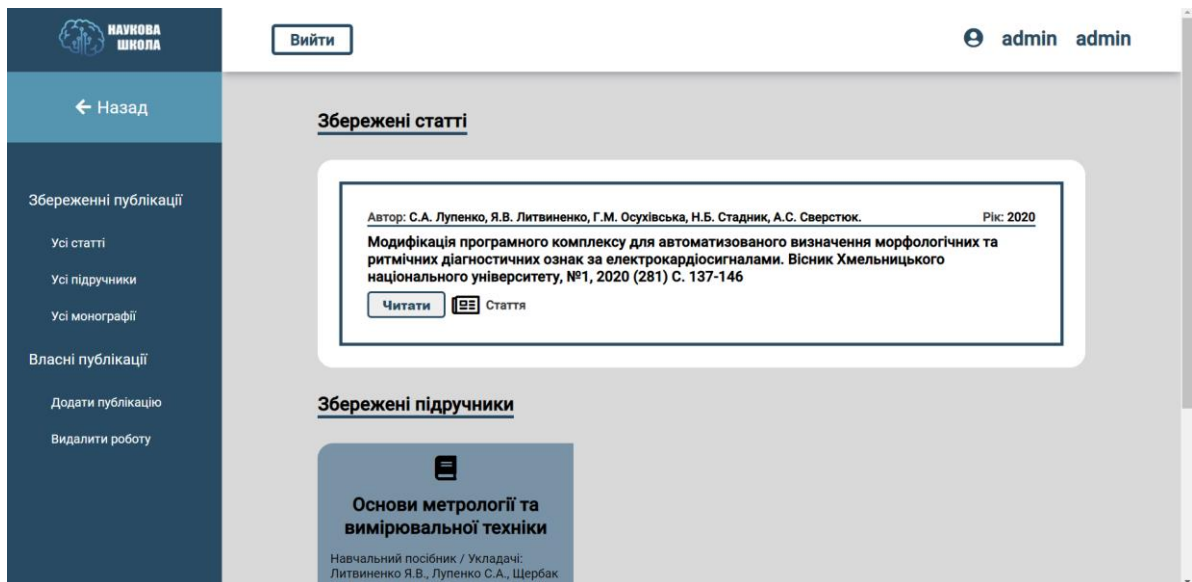 НАУКОВА
ШКОЛА
Вийти
admin admin
Назад
Збереженні публікації
Усі статті
Усі підручники
Усі монографії
Власні публікації
Додати публікацію
Видалити роботу
Збережені статті
Автор: С.А. Лупенко, Я.В. Литвиненко, Г.М. Осухівська, Н.Б. Стадник, А.С. Сверстюк. Рік: 2020
Модифікація програмного комплексу для автоматизованого визначення морфологічних та
ритмічних діагностичних ознак за електрокардіосигналами. Вісник Хмельницького
національного університету, №1, 2020 (281) С. 137-146
Читати Стаття
Збережені підручники
Основи метрології та
вимірювальної техніки
Навчальний посібник / Укладачі:
Литвиненко Я.В., Лупенко С.А., Щербак